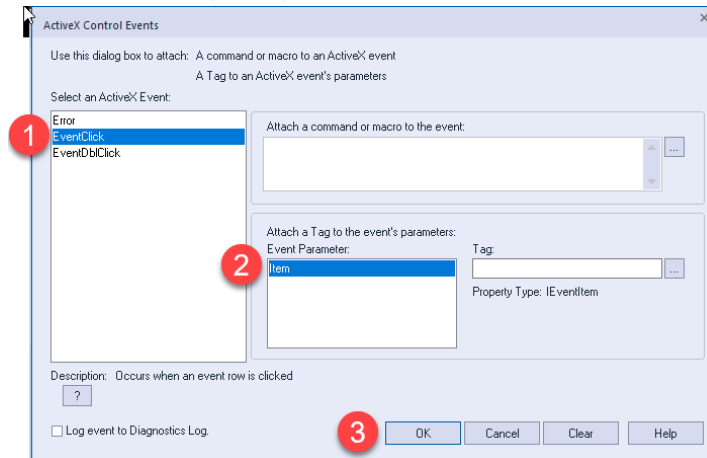 ActiveX Control Events
×
Use this dialog box to attach: A command or macro to an ActiveX event
A Tag to an ActiveX event's parameters
Select an ActiveX Event:
1
Error
EventClick
EventDblClick
Attach a command or macro to the event:
...
Attach a Tag to the event's parameters:
2
Event Parameter:
Tag:
Item
...
Property Type: IEventItem
Description: Occurs when an event row is clicked
?
Log event to Diagnostics Log.
3
OK
Cancel
Clear
Help